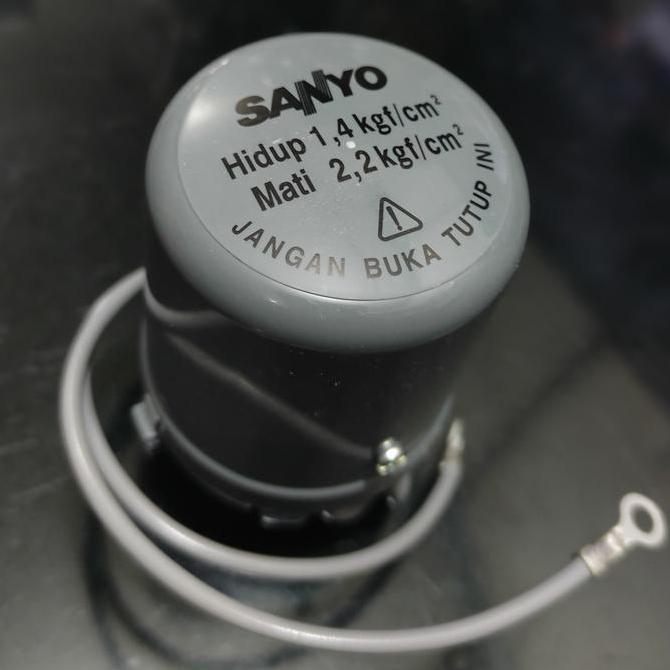 SANYO
Hidup 1,4 kgf/cm²
Mati 2,2 kgf/cm²
JANGAN BUKA TUTUP INI